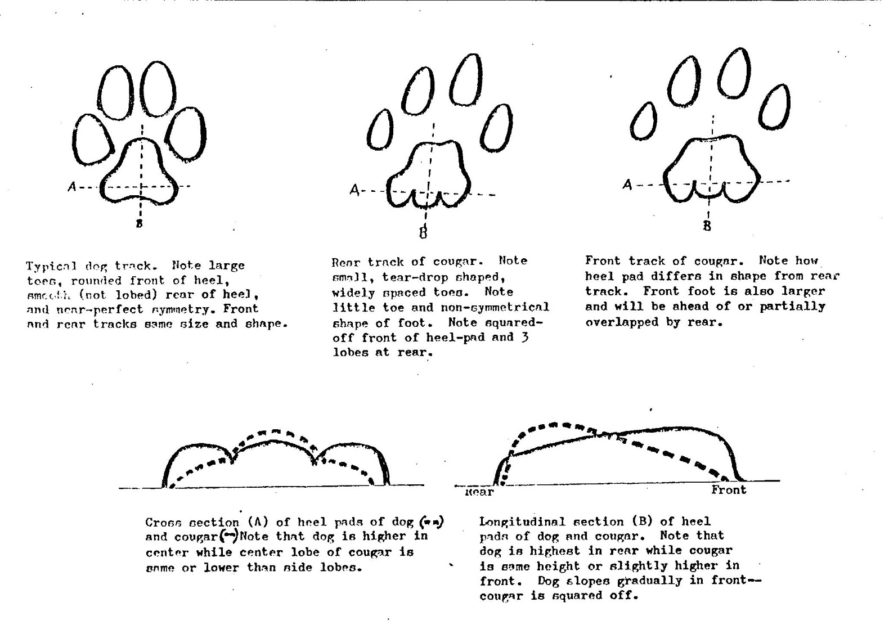 A
B
A
B
A
B
Typical dog track. Note large
toes, rounded front of heel,
smooth (not lobed) rear of heel,
and near-perfect symmetry. Front
and rear tracks same size and shape.
Rear track of cougar. Note
small, tear-drop shaped,
widely spaced toes. Note
little toe and non-symmetrical
shape of foot. Note squared-
off front of heel-pad and 3
lobes at rear.
Front track of cougar. Note how
heel pad differs in shape from rear
track. Front foot is also larger
and will be ahead of or partially
overlapped by rear.
Rear
Front
Cross section (A) of heel pads of dog (--)
and cougar(-)Note that dog is higher in
center while center lobe of cougar is
same or lower than side lobes.
Longitudinal section (B) of heel
pads of dog and cougar. Note that
dog is highest in rear while cougar
is same height or slightly higher in
front. Dog slopes gradually in front--
cougar is squared off.